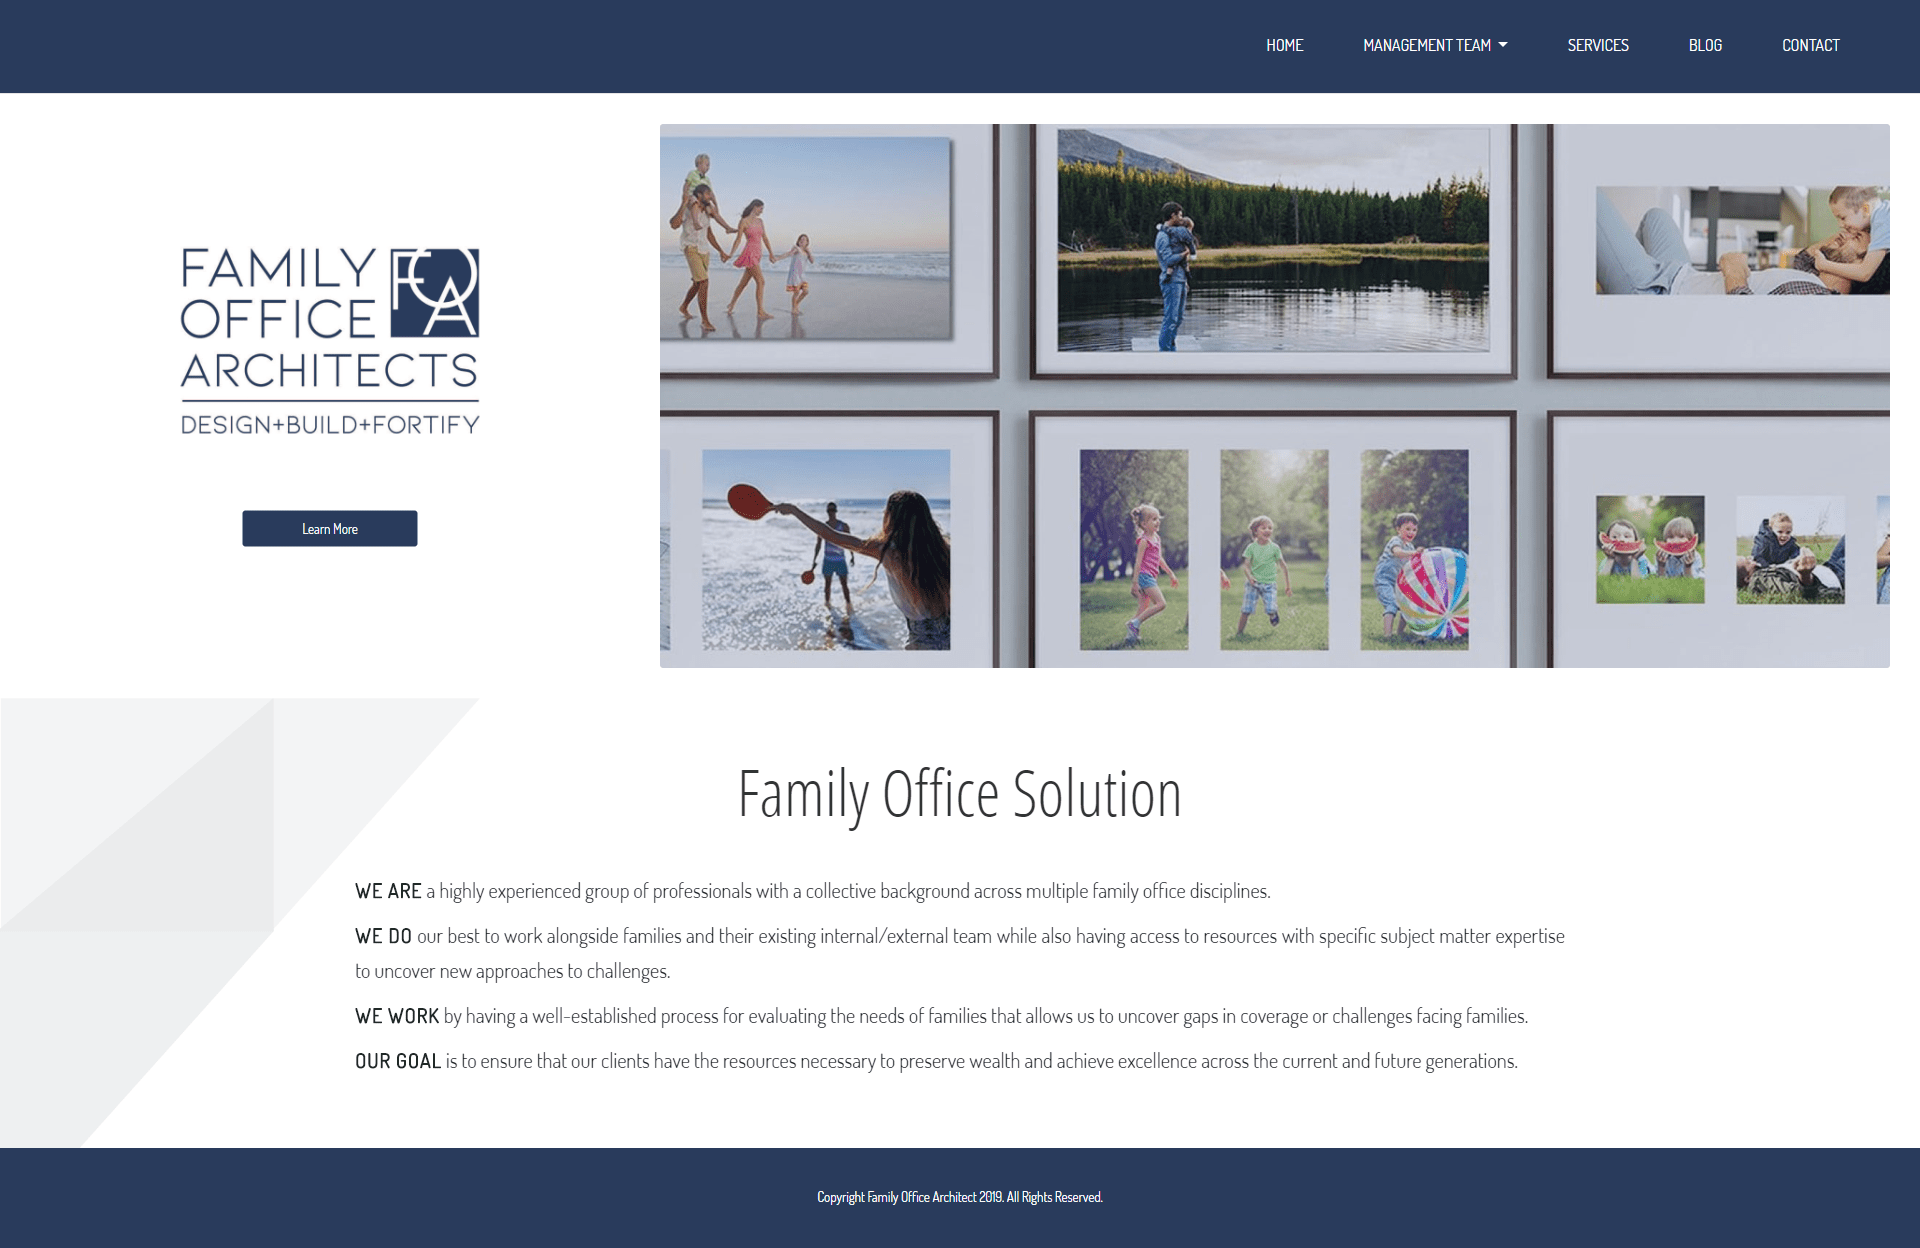 HOME MANAGEMENT TEAM SERVICES BLOG CONTACT
FAMILY FOA
OFFICE
ARCHITECTS
DESIGN+BUILD+FORTIFY
Learn More
Family Office Solution
WE ARE a highly experienced group of professionals with a collective background across multiple family office disciplines.
WE DO our best to work alongside families and their existing internal/external team while also having access to resources with specific subject matter expertise
to uncover new approaches to challenges.
WE WORK by having a well-established process for evaluating the needs of families that allows us to uncover gaps in coverage or challenges facing families.
OUR GOAL is to ensure that our clients have the resources necessary to preserve wealth and achieve excellence across the current and future generations.
Copyright Family Office Architect 2019. All Rights Reserved.